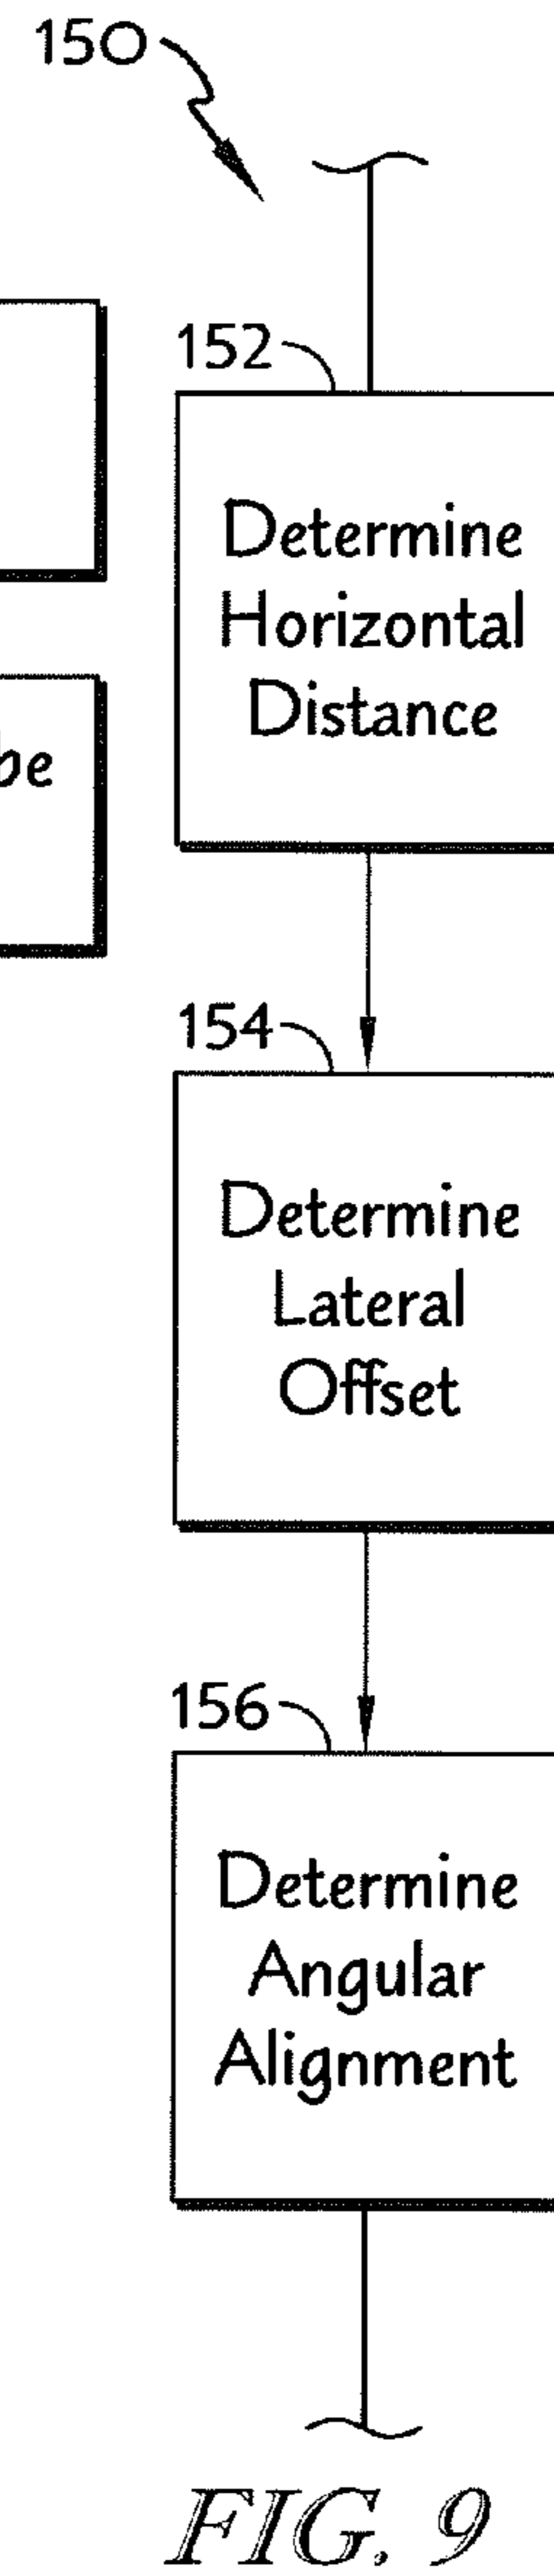 150
152
Determine
Horizontal
Distance
154
Determine
Lateral
Offset
156
Determine
Angular
Alignment
FIG. 9